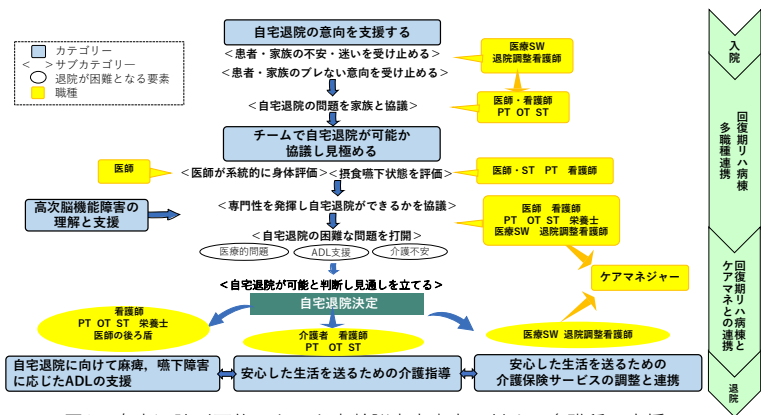 自宅退院の意向を支援する
＜患者・家族の不安・迷いを受け止める＞
＜患者・家族のブレない意向を受け止める＞
＜自宅退院の問題を家族と協議＞
チームで自宅退院が可能か
協議し見極める
＜医師が系統的に身体評価＞
＜摂食嚥下状態を評価＞
＜専門性を発揮し自宅退院ができるかを協議＞
＜自宅退院の困難な問題を打開＞
医療的問題
ADL支援
介護不安
＜自宅退院が可能と判断し見通しを立てる＞
自宅退院決定
カテゴリー
＜　＞サブカテゴリ―
退院が困難となる要素
職種
医療SW
退院調整看護師
医師・看護師
PT OT ST
医師
医師・ST PT 看護師
高次脳機能障害の
理解と支援
医師 看護師
PT OT ST 栄養士
医療SW 退院調整看護師
ケアマネジャー
看護師
PT OT ST 栄養士
医師の後ろ盾
介護者 看護師
PT OT ST
医療SW 退院調整看護師
自宅退院に向けて麻痺，嚥下障害
に応じたADLの支援
安心した生活を送るための介護指導
安心した生活を送るための
介護保険サービスの調整と連携
入院
回復期リハ病棟
多職種連携
回復期リハ病棟と
ケアマネとの連携
退院